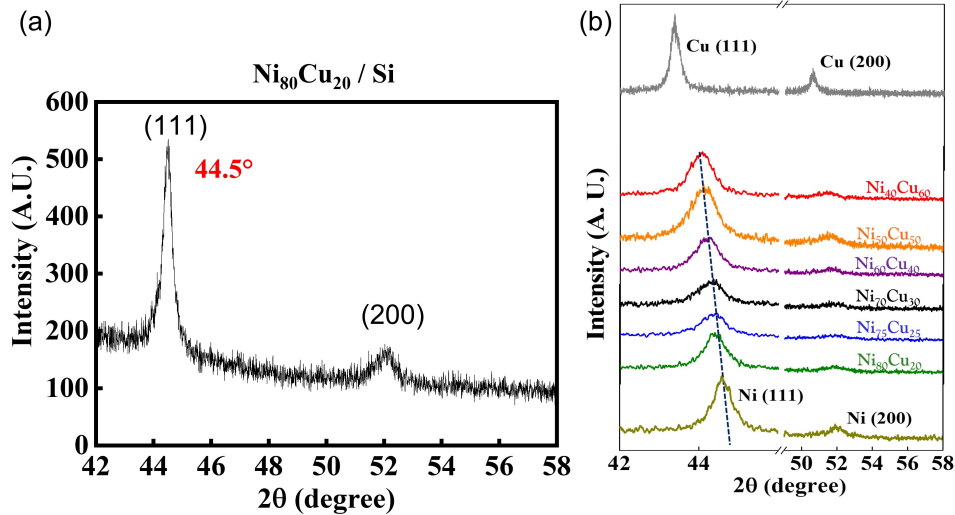 (a)
Ni₈₀Cu₂₀ / Si
600
500
400
300
200
100
0
Intensity (A.U.)
(111)
44.5°
(200)
42 44 46 48 50 52 54 56 58
2θ (degree)
(b)
Cu (111)
Cu (200)
Ni₄₀Cu₆₀
Ni₅₀Cu₅₀
Ni₆₀Cu₄₀
Ni₇₀Cu₃₀
Ni₇₅Cu₂₅
Ni₈₀Cu₂₀
Ni (111)
Ni (200)
Intensity (A. U.)
42 44 50 52 54 56 58
2θ (degree)